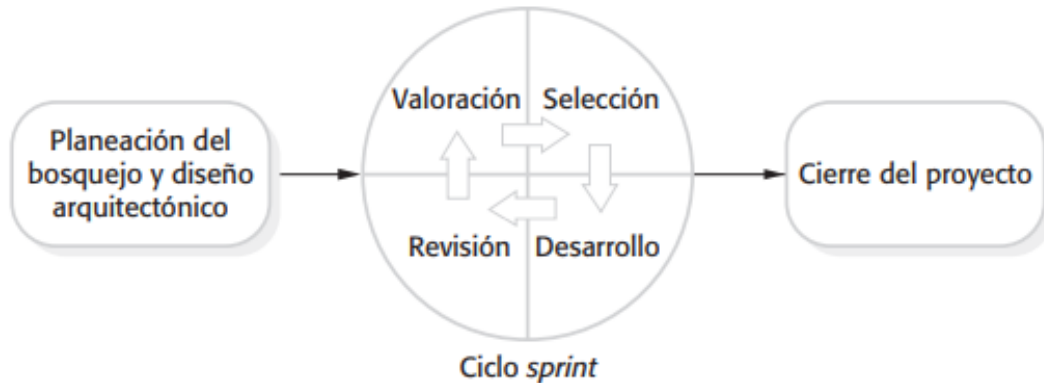 Planeación del
bosquejo y diseño
arquitectónico
Valoración
Selección
Revisión
Desarrollo
Ciclo sprint
Cierre del proyecto